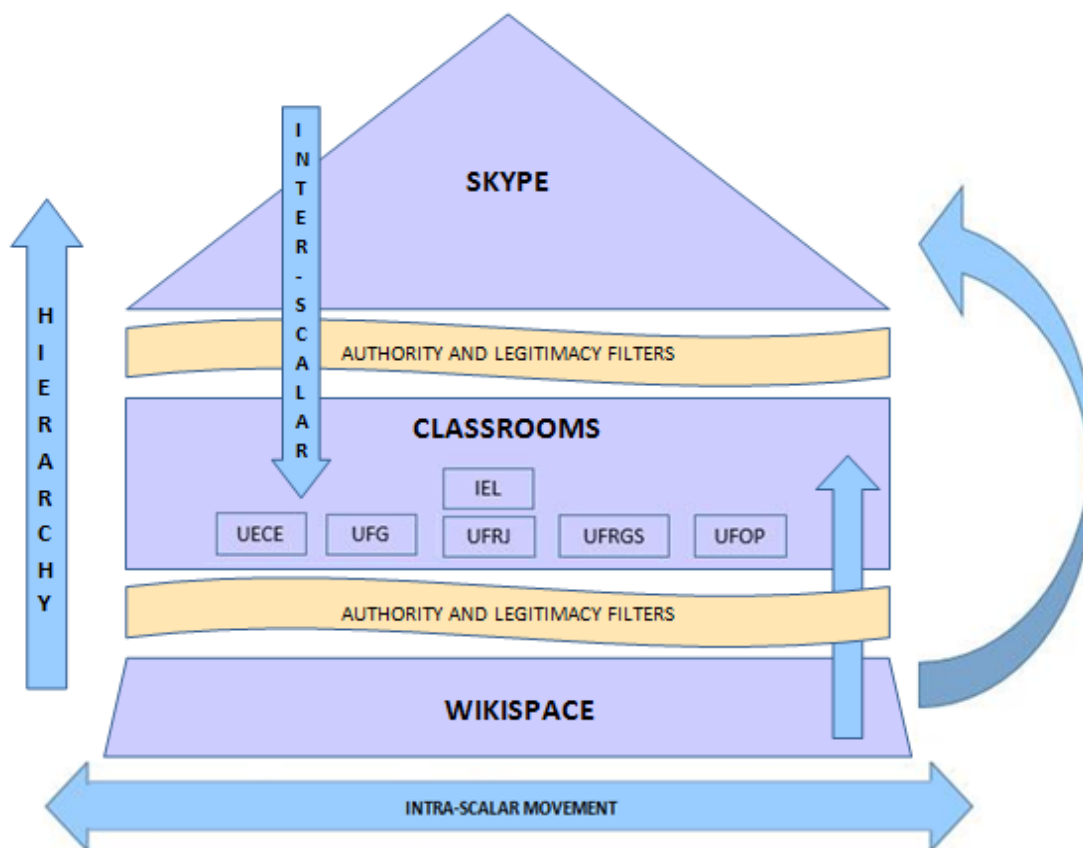 SKYPE
INTER-SCALAR
HIERARCHY
AUTHORITY AND LEGITIMACY FILTERS
CLASSROOMS
IEL
UECE
UFG
UFRJ
UFRGS
UFOP
AUTHORITY AND LEGITIMACY FILTERS
WIKISPACE
INTRA-SCALAR MOVEMENT